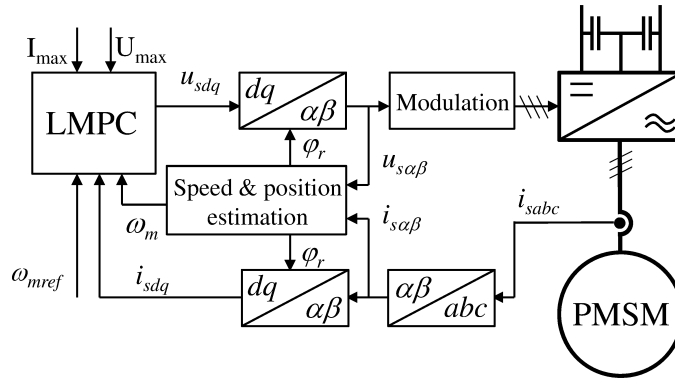 I_max U_max
LMPC
u_sdq
dq
αβ
Modulation
φ_r
u_sαβ
Speed & position
estimation
i_sαβ
i_sabc
ω_m
φ_r
ω_mref
i_sdq
dq
αβ
αβ
abc
PMSM